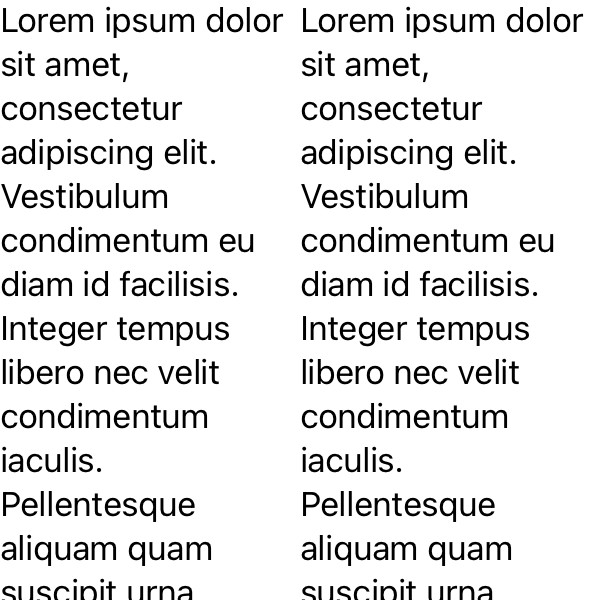 Lorem ipsum dolor
sit amet,
consectetur
adipiscing elit.
Vestibulum
condimentum eu
diam id facilisis.
Integer tempus
libero nec velit
condimentum
iaculis.
Pellentesque
aliquam quam
suscipit urna
Lorem ipsum dolor
sit amet,
consectetur
adipiscing elit.
Vestibulum
condimentum eu
diam id facilisis.
Integer tempus
libero nec velit
condimentum
iaculis.
Pellentesque
aliquam quam
suscipit urna